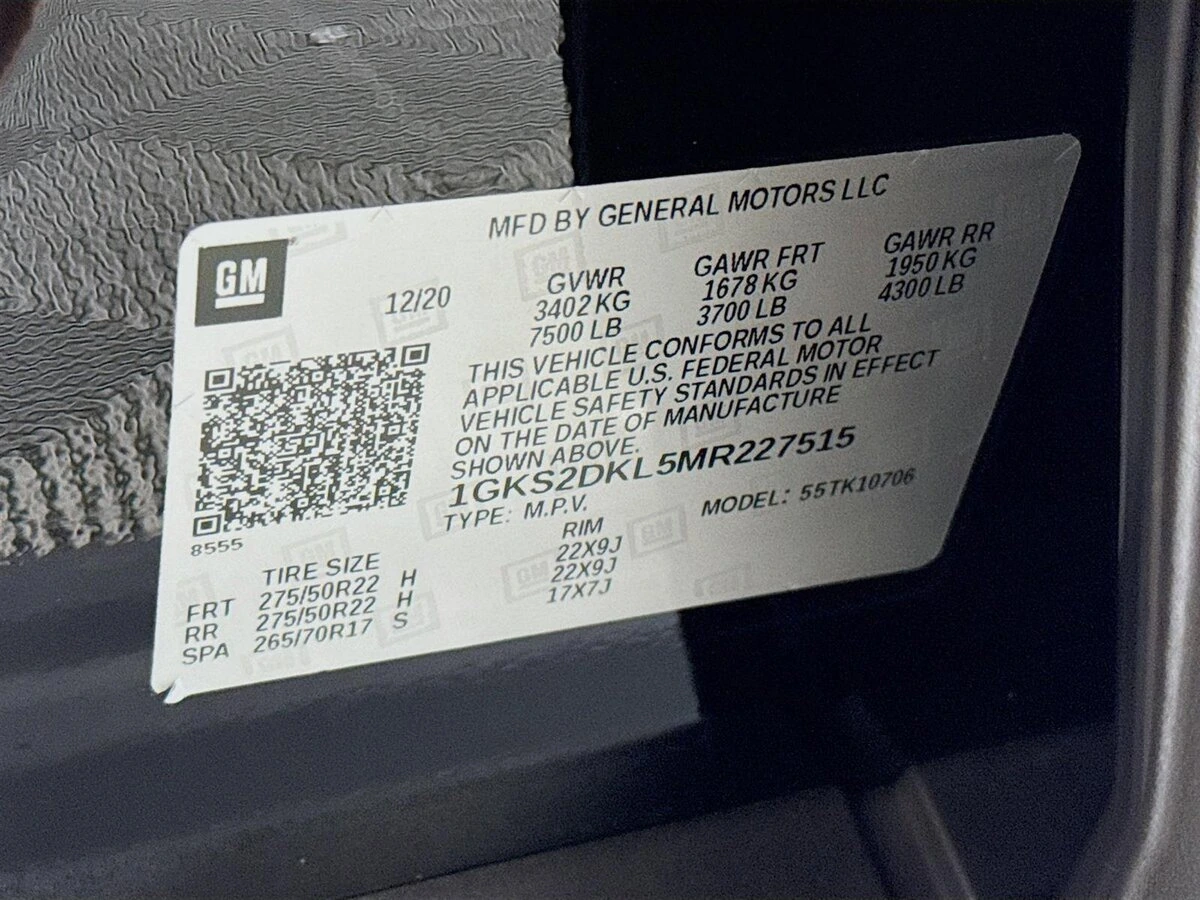 MFD BY GENERAL MOTORS LLC
GM
12/20
GVWR
3402 KG
7500 LB
GAWR FRT
1678 KG
3700 LB
GAWR RR
1950 KG
4300 LB
THIS VEHICLE CONFORMS TO ALL
APPLICABLE U.S. FEDERAL MOTOR
VEHICLE SAFETY STANDARDS IN EFFECT
ON THE DATE OF MANUFACTURE
SHOWN ABOVE.
1GKS2DKL5MR227515
TYPE: M.P.V.
MODEL: 55TK10706
8555
TIRE SIZE RIM
FRT 275/50R22 H 22X9J
RR 275/50R22 H 22X9J
SPA 265/70R17 S 17X7J